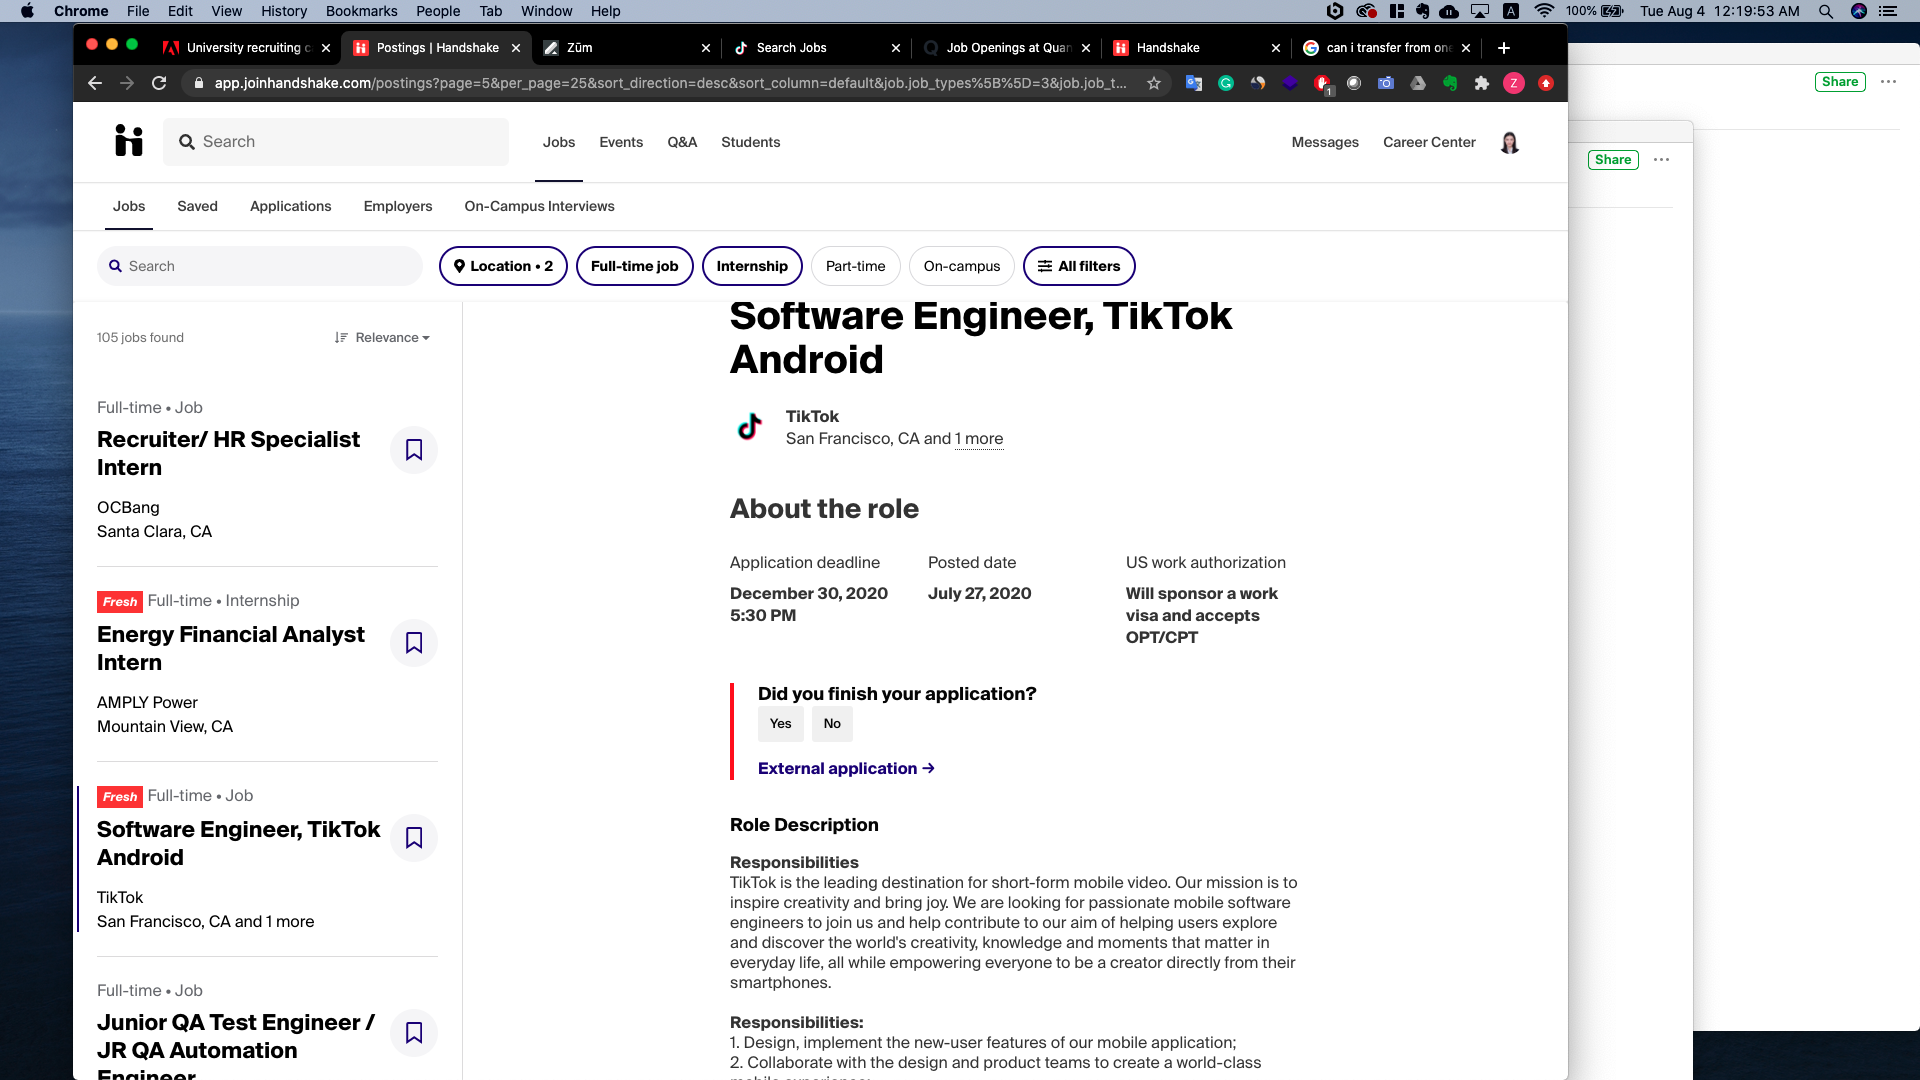 Chrome File Edit View History Bookmarks People Tab Window Help
100% Tue Aug 4 12:19:53 AM
University recruiting c
Postings | Handshake
Zūm
Search Jobs
Job Openings at Quan
Handshake
can i transfer from one
app.joinhandshake.com/postings?page=5&per_page=25&sort_direction=desc&sort_column=default&job.job_types%5B%5D=3&job.job_t...
1
Z
Share
Share
Search
Jobs Events Q&A Students
Messages Career Center
Jobs Saved Applications Employers On-Campus Interviews
Search
Location • 2
Full-time job
Internship
Part-time
On-campus
All filters
105 jobs found
Relevance
Full-time • Job
Recruiter/ HR Specialist
Intern
OCBang
Santa Clara, CA
Fresh Full-time • Internship
Energy Financial Analyst
Intern
AMPLY Power
Mountain View, CA
Fresh Full-time • Job
Software Engineer, TikTok
Android
TikTok
San Francisco, CA and 1 more
Full-time • Job
Junior QA Test Engineer /
JR QA Automation
Engineer
Software Engineer, TikTok
Android
TikTok
San Francisco, CA and 1 more
About the role
Application deadline
December 30, 2020
5:30 PM
Posted date
July 27, 2020
US work authorization
Will sponsor a work
visa and accepts
OPT/CPT
Did you finish your application?
Yes No
External application →
Role Description
Responsibilities
TikTok is the leading destination for short-form mobile video. Our mission is to
inspire creativity and bring joy. We are looking for passionate mobile software
engineers to join us and help contribute to our aim of helping users explore
and discover the world's creativity, knowledge and moments that matter in
everyday life, all while empowering everyone to be a creator directly from their
smartphones.
Responsibilities:
1. Design, implement the new-user features of our mobile application;
2. Collaborate with the design and product teams to create a world-class